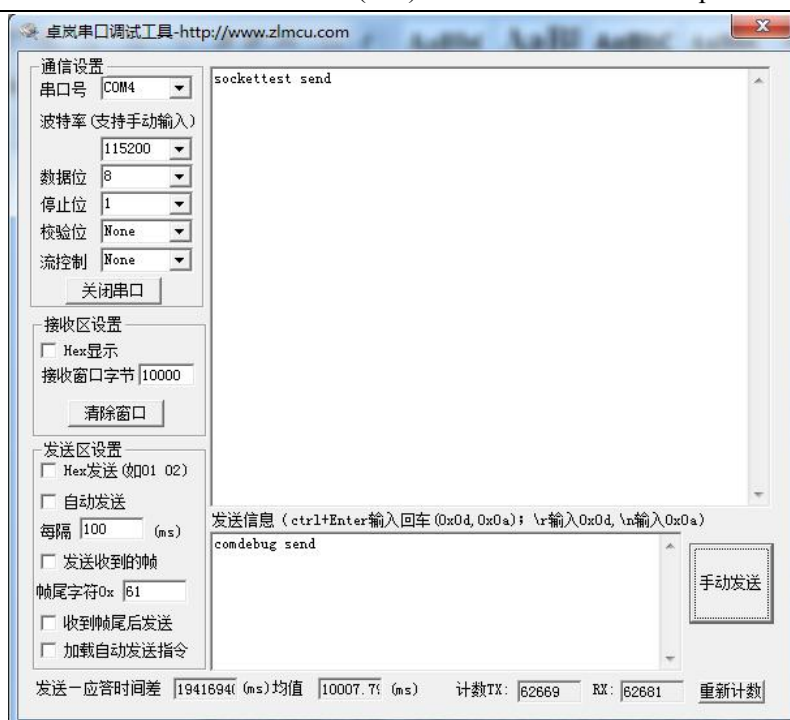 卓岚串口调试工具-http://www.zlmcu.com
通信设置
串口号 COM4
波特率(支持手动输入)
115200
数据位 8
停止位 1
校验位 None
流控制 None
关闭串口
接收区设置
Hex显示
接收窗口字节 10000
清除窗口
发送区设置
Hex发送(如01 02)
自动发送
每隔 100 (ms)
发送收到的帧
帧尾字符0x 61
收到帧尾后发送
加载自动发送指令
sockettest send
发送信息(ctrl+Enter输入回车(0x0d,0x0a); \r输入0x0d,\n输入0x0a)
comdebug send
手动发送
发送-应答时间差 (ms)均值 (ms) 计数TX: 62669 RX: 62681 重新计数